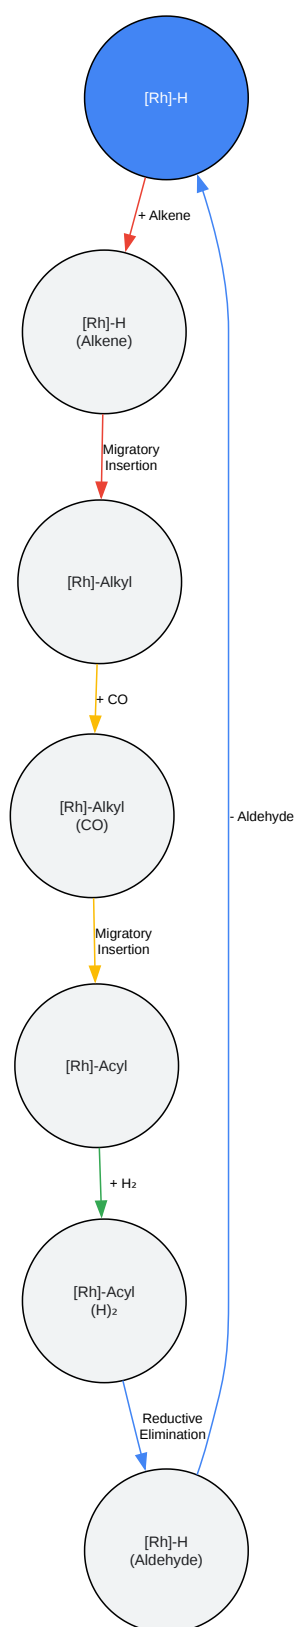 [Rh]-H
+ Alkene
[Rh]-H
(Alkene)
Migratory
Insertion
[Rh]-Alkyl
+ CO
[Rh]-Alkyl
(CO)
- Aldehyde
Migratory
Insertion
[Rh]-Acyl
+ H₂
[Rh]-Acyl
(H)₂
Reductive
Elimination
[Rh]-H
(Aldehyde)